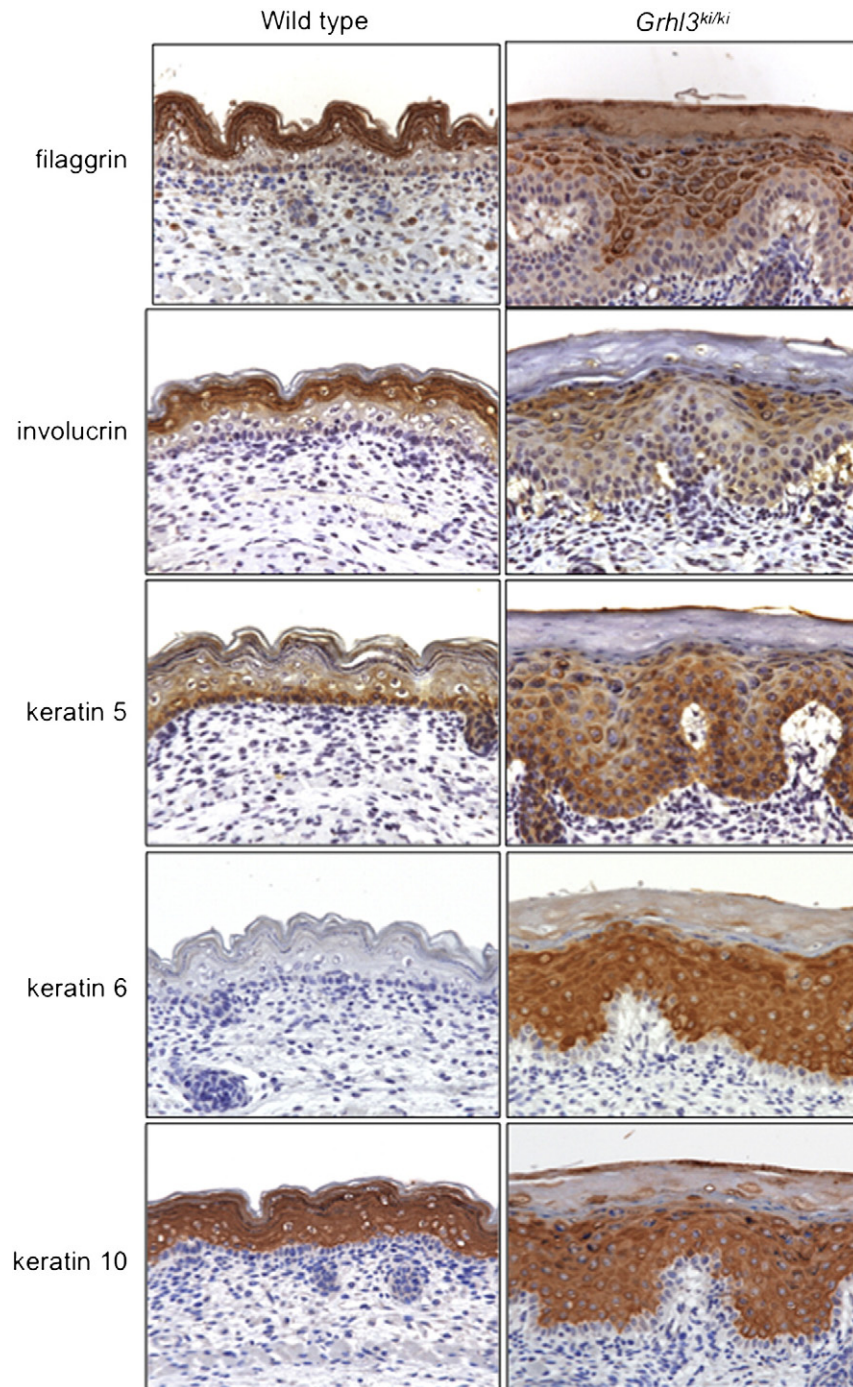 Wild type
Grhl3ki/ki
filaggrin
involucrin
keratin 5
keratin 6
keratin 10